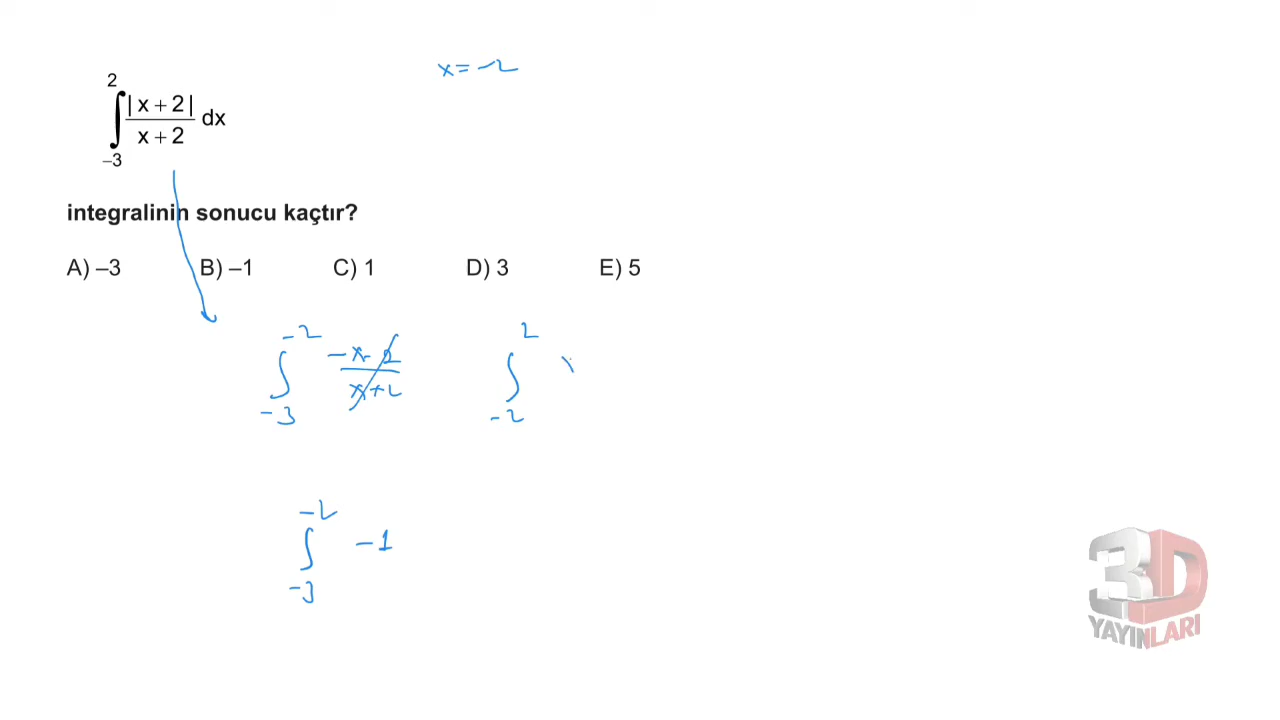 x = -2
2
∫ |x + 2| / x + 2 dx
–3
integralinin sonucu kaçtır?
A) –3 B) –1 C) 1 D) 3 E) 5
-2 2
∫ -x-2 / x+2 ∫
-3 -2
-2
∫ -1
-3
3D
YAYINLARI